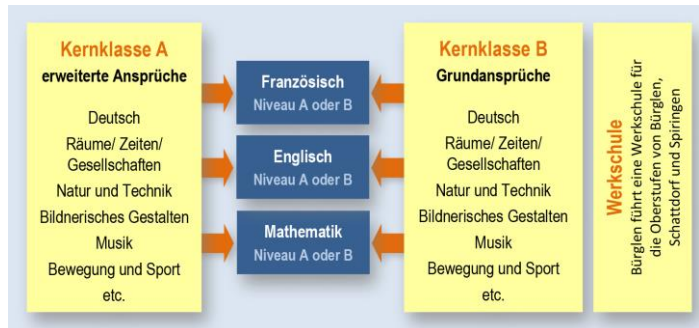 Kernklasse A
erweiterte Ansprüche
Deutsch
Räume/ Zeiten/
Gesellschaften
Natur und Technik
Bildnerisches Gestalten
Musik
Bewegung und Sport
etc.
Französisch
Niveau A oder B
Englisch
Niveau A oder B
Mathematik
Niveau A oder B
Kernklasse B
Grundansprüche
Deutsch
Räume/ Zeiten/
Gesellschaften
Natur und Technik
Bildnerisches Gestalten
Musik
Bewegung und Sport
etc.
Werkschule
Bürglen führt eine Werkschule für
die Oberstufen von Bürglen,
Schattdorf und Spiringen